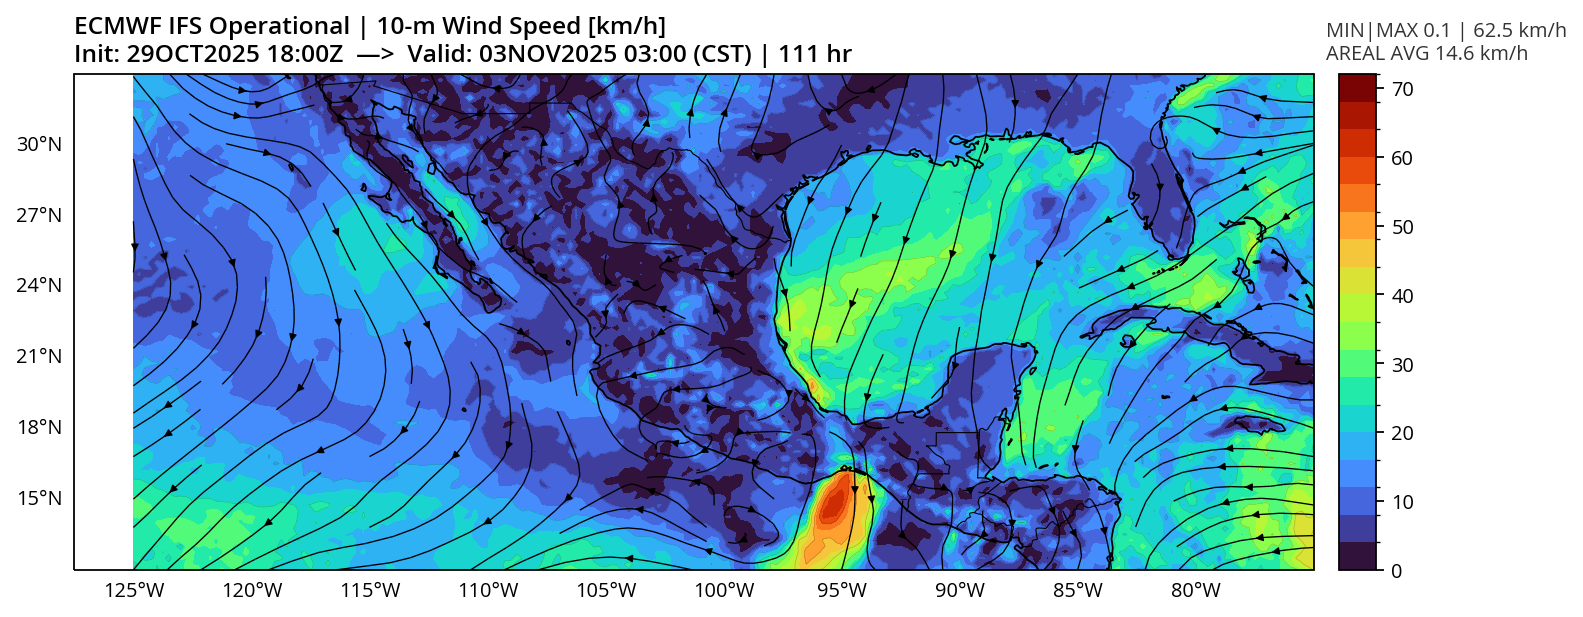 ECMWF IFS Operational | 10-m Wind Speed [km/h]
Init: 29OCT2025 18:00Z —> Valid: 03NOV2025 03:00 (CST) | 111 hr
MIN|MAX 0.1 | 62.5 km/h
AREAL AVG 14.6 km/h
30°N
27°N
24°N
21°N
18°N
15°N
125°W
120°W
115°W
110°W
105°W
100°W
95°W
90°W
85°W
80°W
70
60
50
40
30
20
10
0